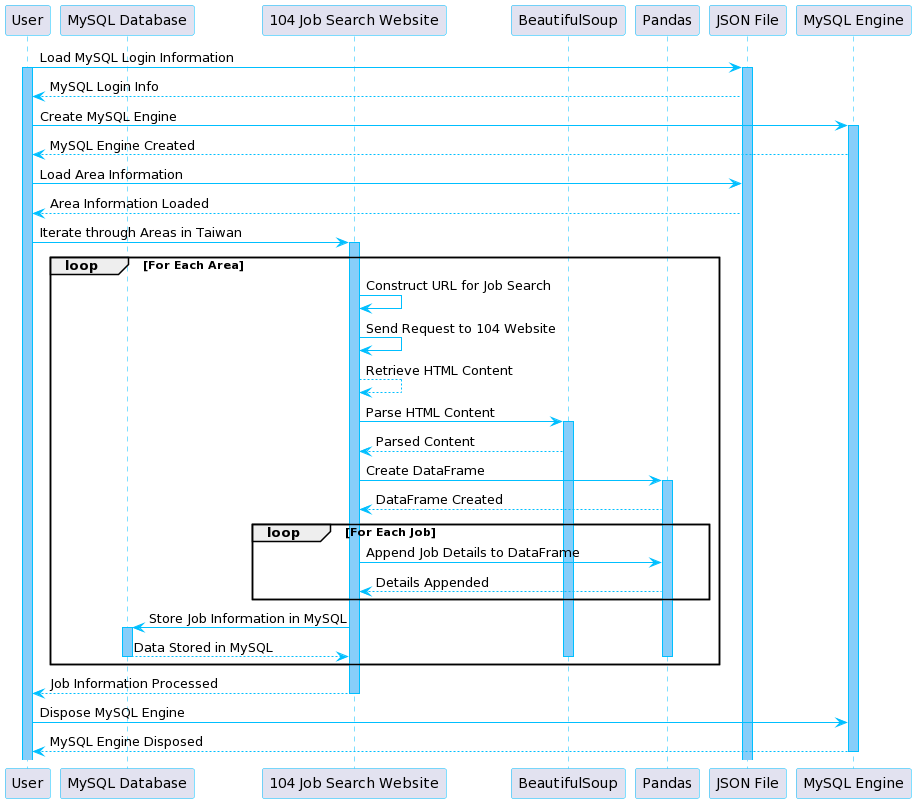 User MySQL Database 104 Job Search Website BeautifulSoup Pandas JSON File MySQL Engine
Load MySQL Login Information
MySQL Login Info
Create MySQL Engine
MySQL Engine Created
Load Area Information
Area Information Loaded
Iterate through Areas in Taiwan
loop [For Each Area]
Construct URL for Job Search
Send Request to 104 Website
Retrieve HTML Content
Parse HTML Content
Parsed Content
Create DataFrame
DataFrame Created
loop [For Each Job]
Append Job Details to DataFrame
Details Appended
Store Job Information in MySQL
Data Stored in MySQL
Job Information Processed
Dispose MySQL Engine
MySQL Engine Disposed
User MySQL Database 104 Job Search Website BeautifulSoup Pandas JSON File MySQL Engine